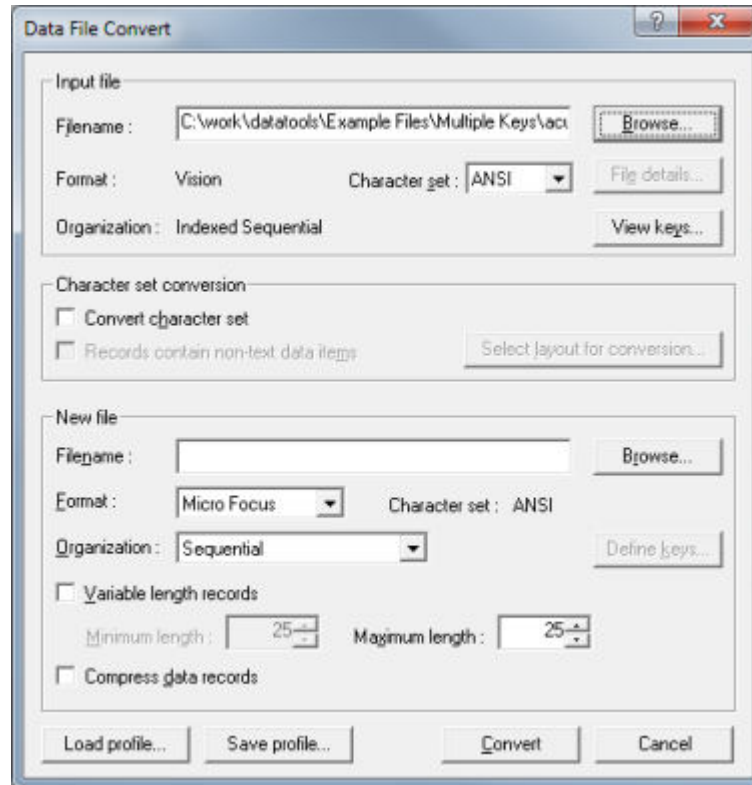 Data File Convert
Input file
Filename :
C:\work\datatools\Example Files\Multiple Keys\acu
Browse...
Format :
Vision
Character set :
ANSI
File details...
Organization :
Indexed Sequential
View keys...
Character set conversion
Convert character set
Records contain non-text data items
Select layout for conversion...
New file
Filename :
Browse...
Format :
Micro Focus
Character set :
ANSI
Organization :
Sequential
Define keys...
Variable length records
Minimum length :
25
Maximum length :
25
Compress data records
Load profile...
Save profile...
Convert
Cancel